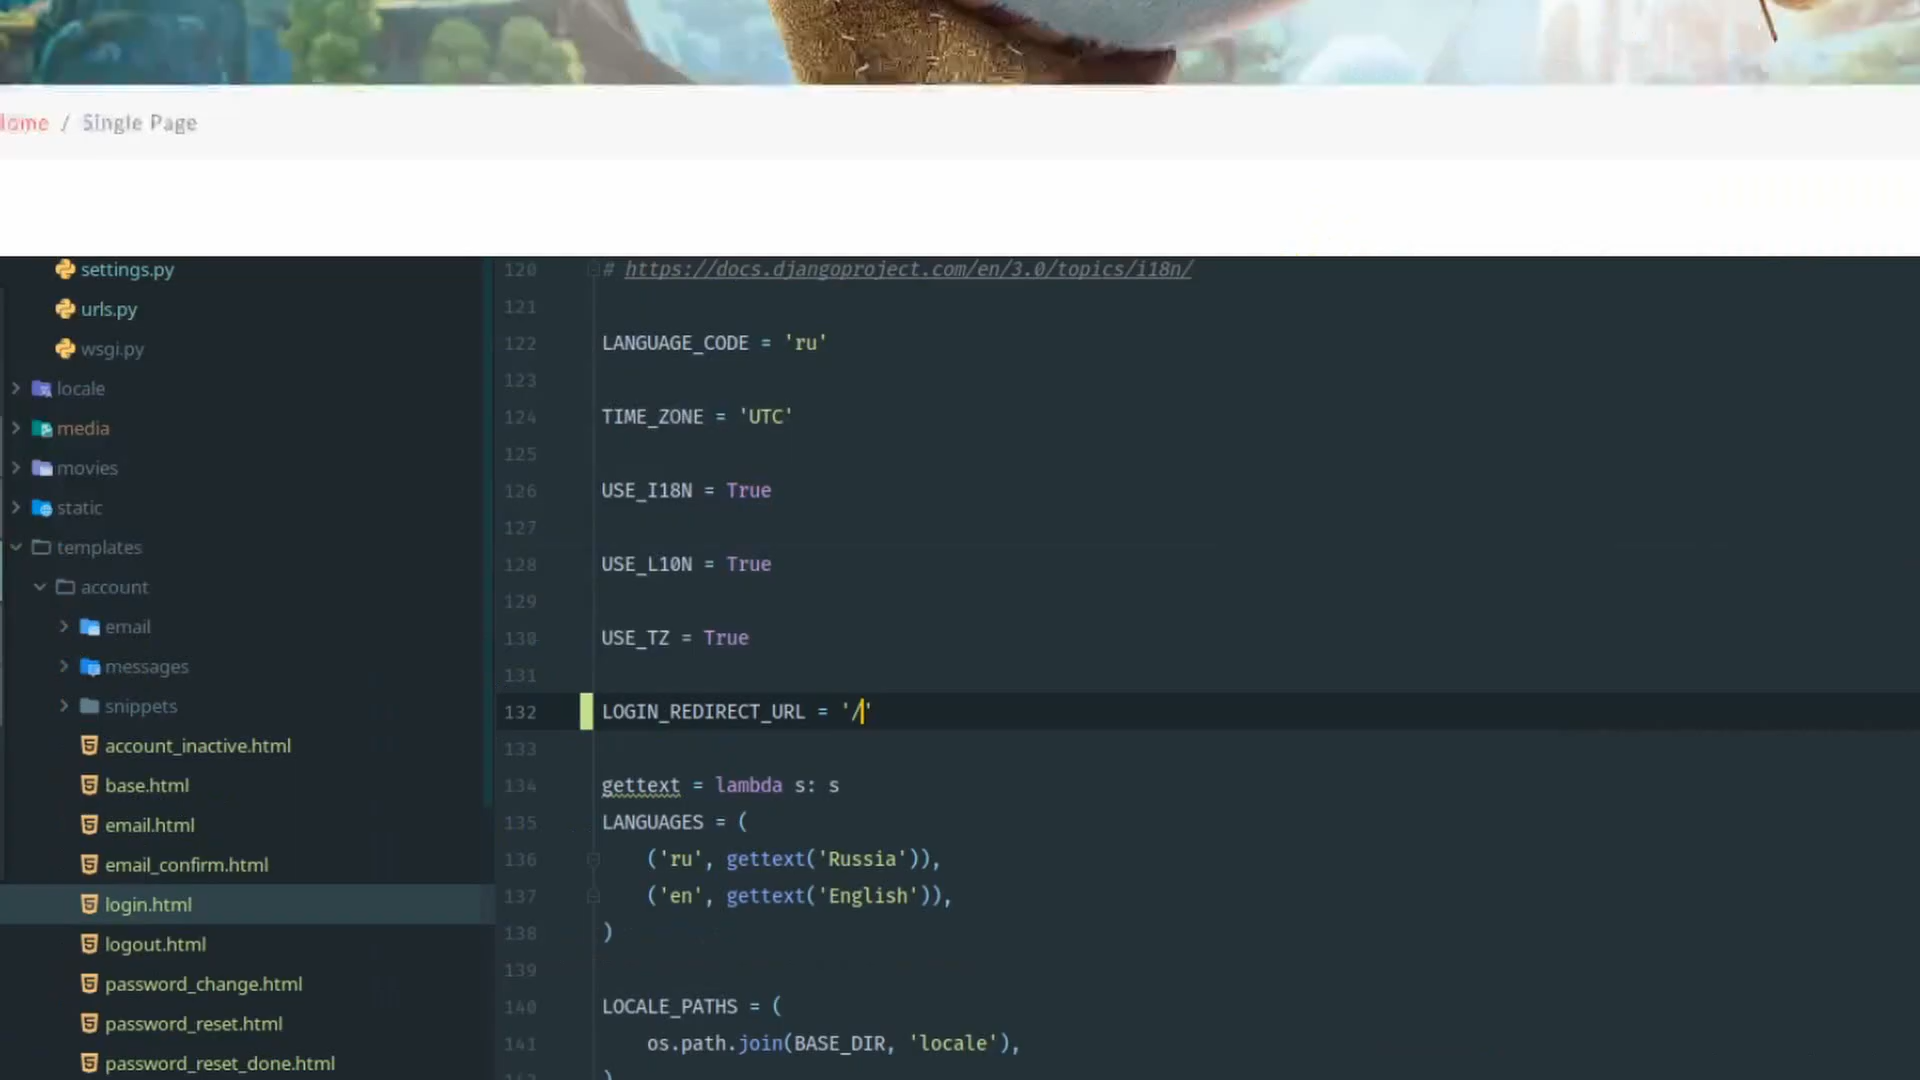 Home / Single Page
settings.py
urls.py
wsgi.py
locale
media
movies
static
templates
account
email
messages
snippets
account_inactive.html
base.html
email.html
email_confirm.html
login.html
logout.html
password_change.html
password_reset.html
password_reset_done.html
120 # https://docs.djangoproject.com/en/3.0/topics/i18n/
121
122 LANGUAGE_CODE = 'ru'
123
124 TIME_ZONE = 'UTC'
125
126 USE_I18N = True
127
128 USE_L10N = True
129
130 USE_TZ = True
131
132 LOGIN_REDIRECT_URL = '/'
133
134 gettext = lambda s: s
135 LANGUAGES = (
136 ('ru', gettext('Russia')),
137 ('en', gettext('English')),
138 )
139
140 LOCALE_PATHS = (
141 os.path.join(BASE_DIR, 'locale'),